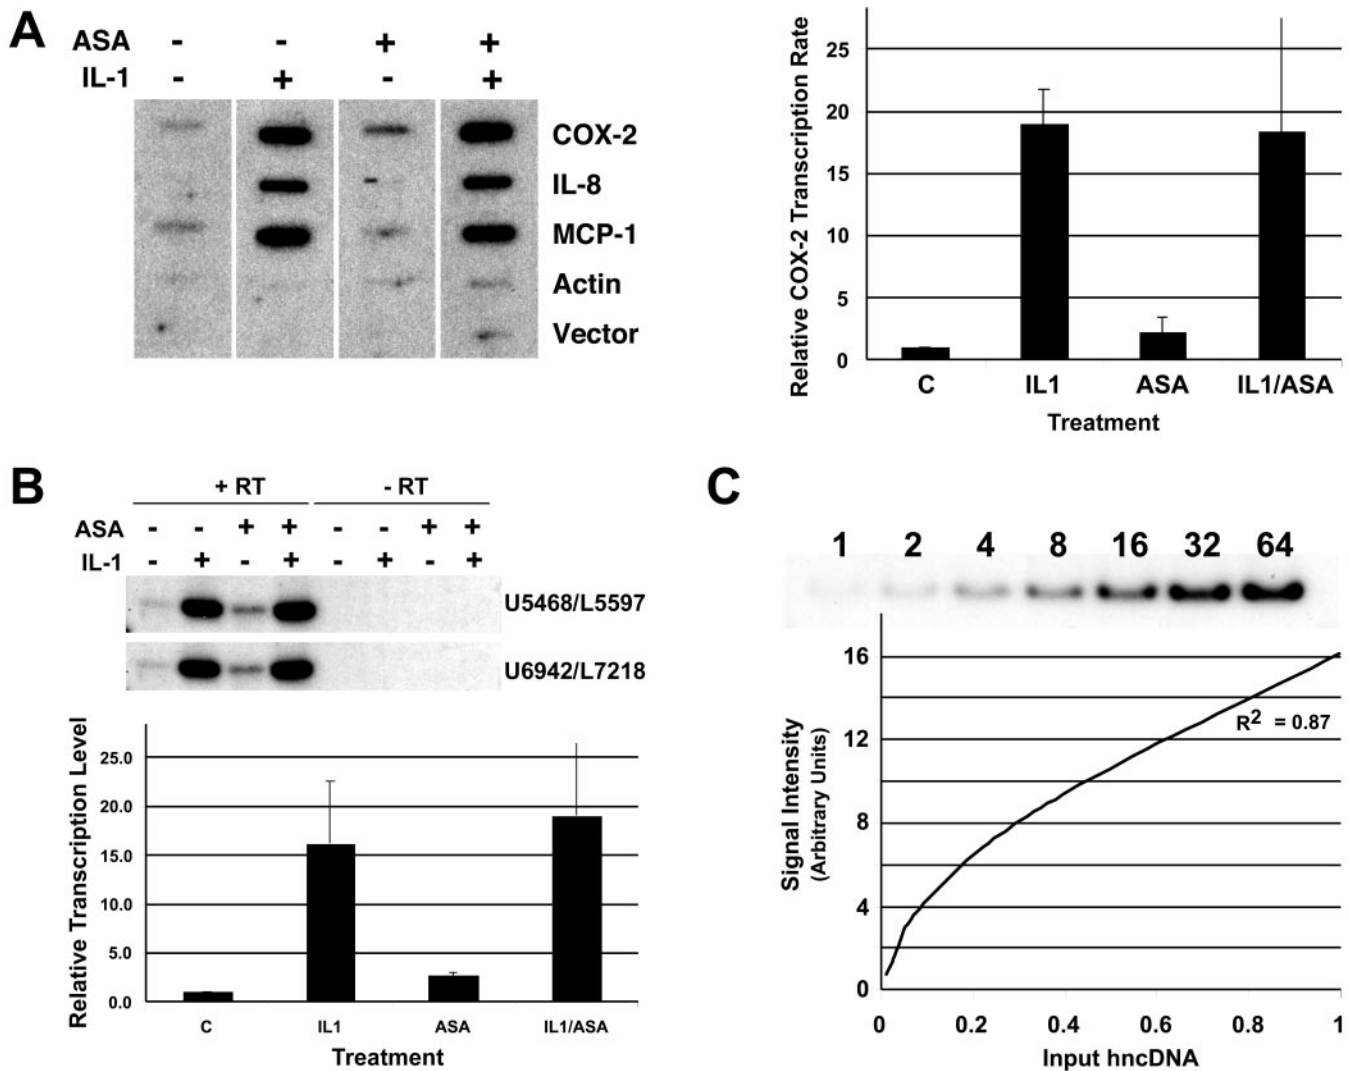 A
ASA - - + +
IL-1 - + - +
COX-2
IL-8
MCP-1
Actin
Vector
Relative COX-2 Transcription Rate
25
20
15
10
5
0
C IL1 ASA IL1/ASA
Treatment
B
+ RT - RT
ASA - - + + - - + +
IL-1 - + - + - + - +
U5468/L5597
U6942/L7218
Relative Transcription Level
25.0
20.0
15.0
10.0
5.0
0.0
C IL1 ASA IL1/ASA
Treatment
C
1 2 4 8 16 32 64
Signal Intensity
(Arbitrary Units)
16
12
8
4
0
R² = 0.87
0 0.2 0.4 0.6 0.8 1
Input hncDNA